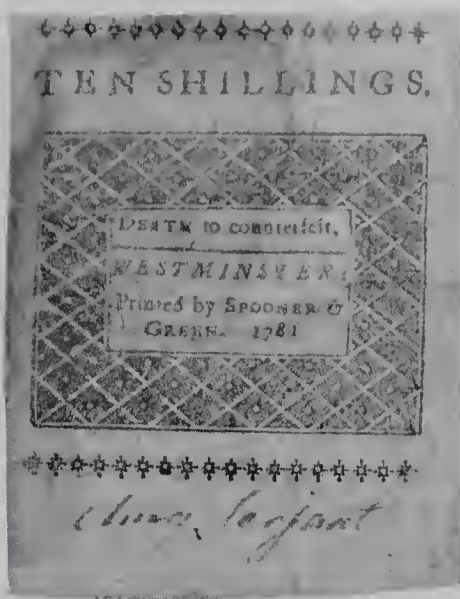 TEN SHILLINGS.
DEATH to counterfeit.
WESTMINSTER:
Printed by SPOONER &
GREEN. 1781